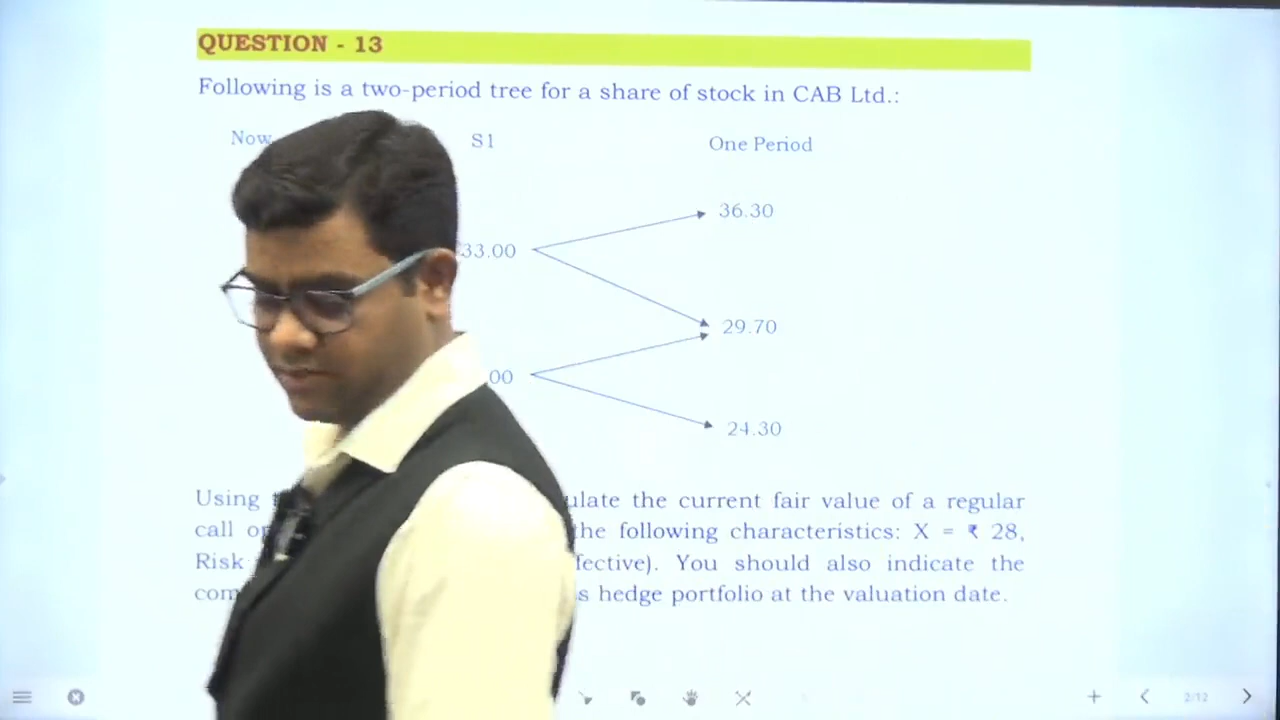 QUESTION - 13
Following is a two-period tree for a share of stock in CAB Ltd.:
Now S1 One Period
36.30
33.00
29.70
00
24.30
Using ulate the current fair value of a regular
call the following characteristics: X = ₹ 28,
Risk fective). You should also indicate the
com s hedge portfolio at the valuation date.
2/12